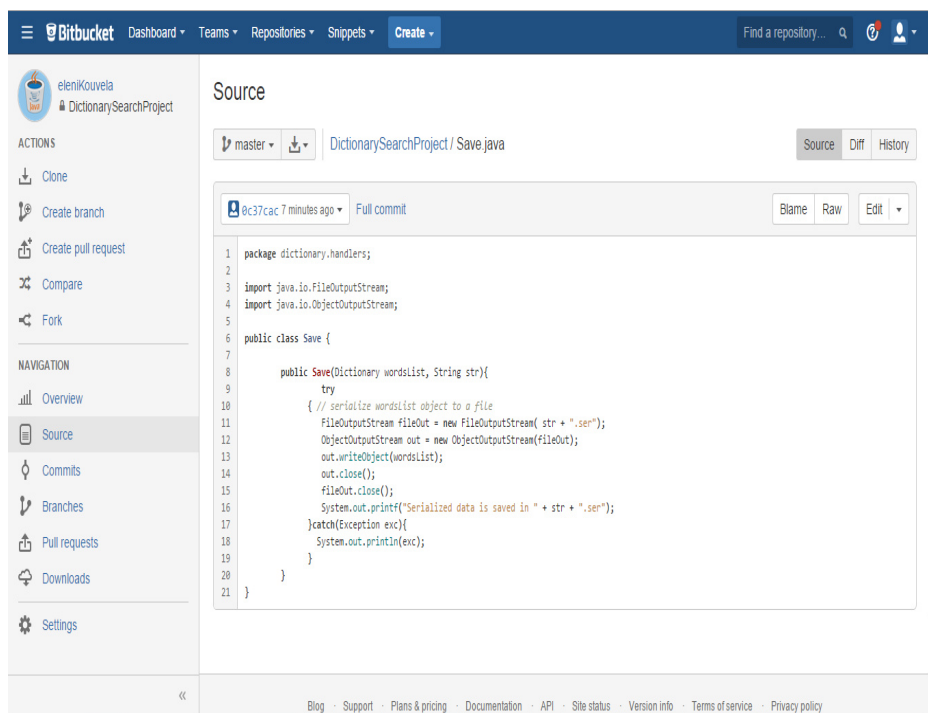 Bitbucket Dashboard Teams Repositories Snippets Create Find a repository...
eleniKouvela
DictionarySearchProject
ACTIONS
Clone
Create branch
Create pull request
Compare
Fork
NAVIGATION
Overview
Source
Commits
Branches
Pull requests
Downloads
Settings
Source
master DictionarySearchProject / Save.java Source Diff History
0c37cac 7 minutes ago Full commit Blame Raw Edit
1 package dictionary.handlers;
2
3 import java.io.FileOutputStream;
4 import java.io.ObjectOutputStream;
5
6 public class Save {
7
8 public Save(Dictionary wordsList, String str){
9 try
10 { // serialize wordsList object to a file
11 FileOutputStream fileOut = new FileOutputStream( str + ".ser");
12 ObjectOutputStream out = new ObjectOutputStream(fileOut);
13 out.writeObject(wordsList);
14 out.close();
15 fileOut.close();
16 System.out.printf("Serialized data is saved in " + str + ".ser");
17 }catch(Exception exc){
18 System.out.println(exc);
19 }
20 }
21 }
Blog · Support · Plans & pricing · Documentation · API · Site status · Version info · Terms of service · Privacy policy